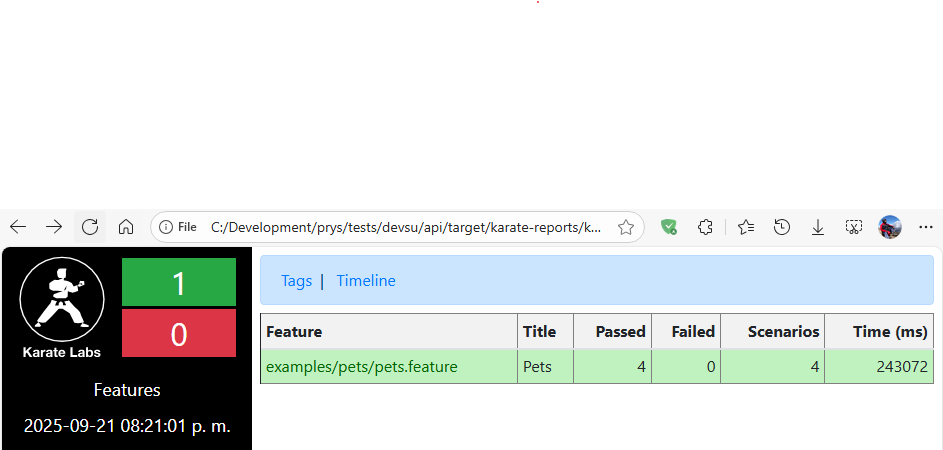 File C:/Development/prys/tests/devsu/api/target/karate-reports/k...
1
0
Karate Labs
Features
2025-09-21 08:21:01 p. m.
Tags | Timeline
Feature Title Passed Failed Scenarios Time (ms)
examples/pets/pets.feature Pets 4 0 4 243072